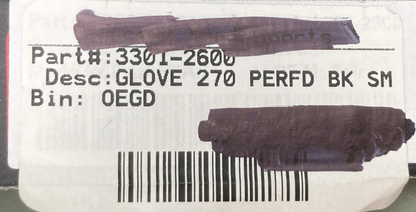 Part#:3301-2600
Desc:GLOVE 270 PERFD BK SM
Bin: OEGD